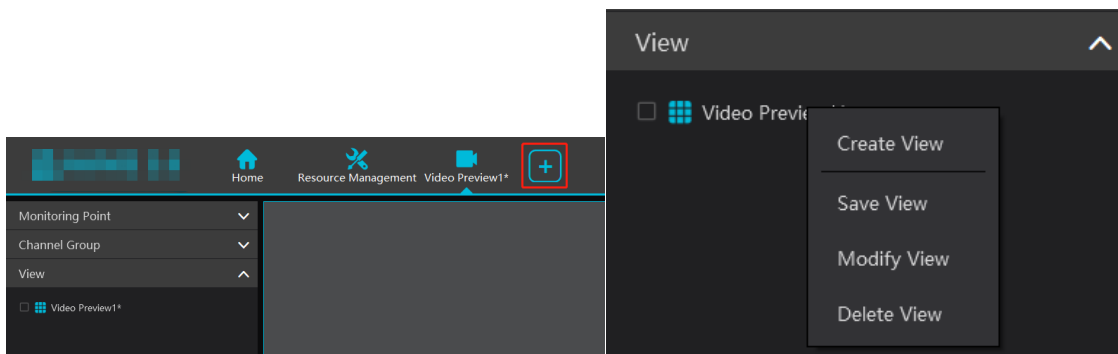 Home
Resource Management
Video Preview1*
Monitoring Point
Channel Group
View
Video Preview1*
View
Video
Create View
Save View
Modify View
Delete View